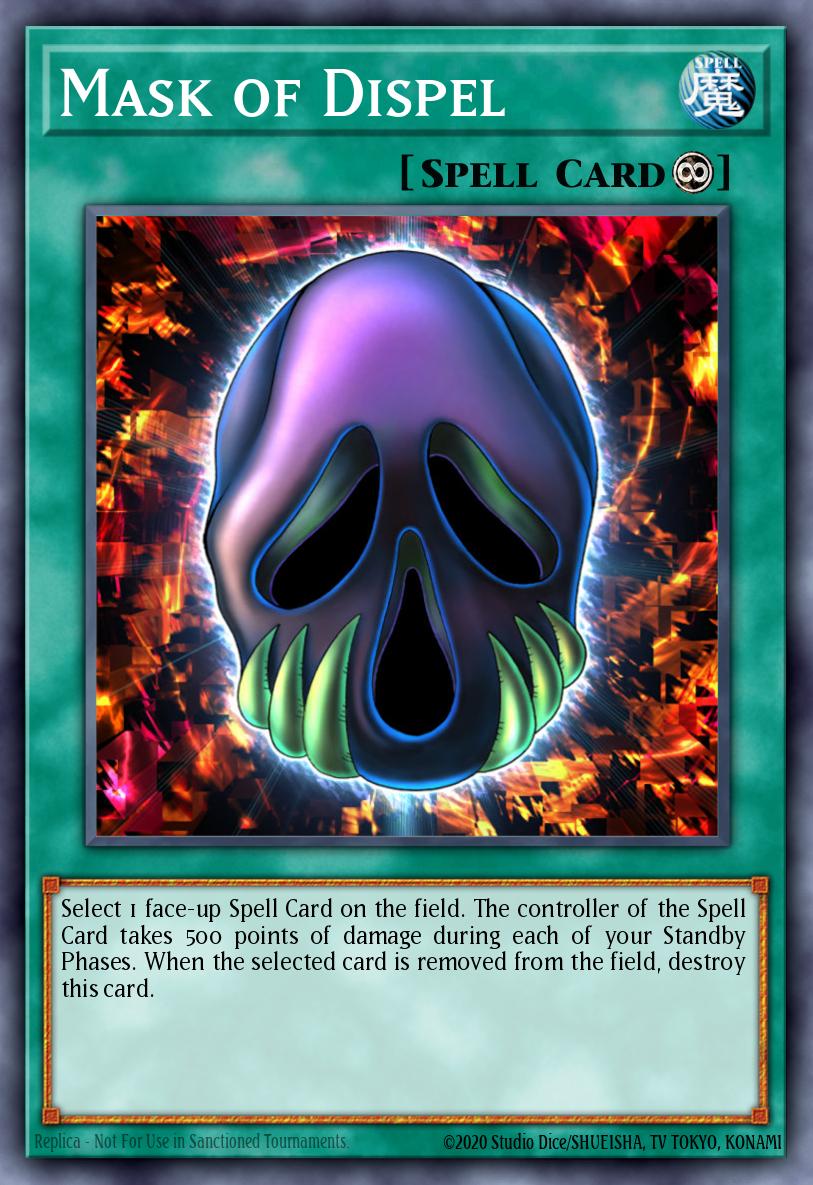 Mask of Dispel
SPELL
魔
[Spell Card]
Select 1 face-up Spell Card on the field. The controller of the Spell
Card takes 500 points of damage during each of your Standby
Phases. When the selected card is removed from the field, destroy
this card.
Replica - Not For Use in Sanctioned Tournaments.
©2020 Studio Dice/SHUEISHA, TV TOKYO, KONAMI